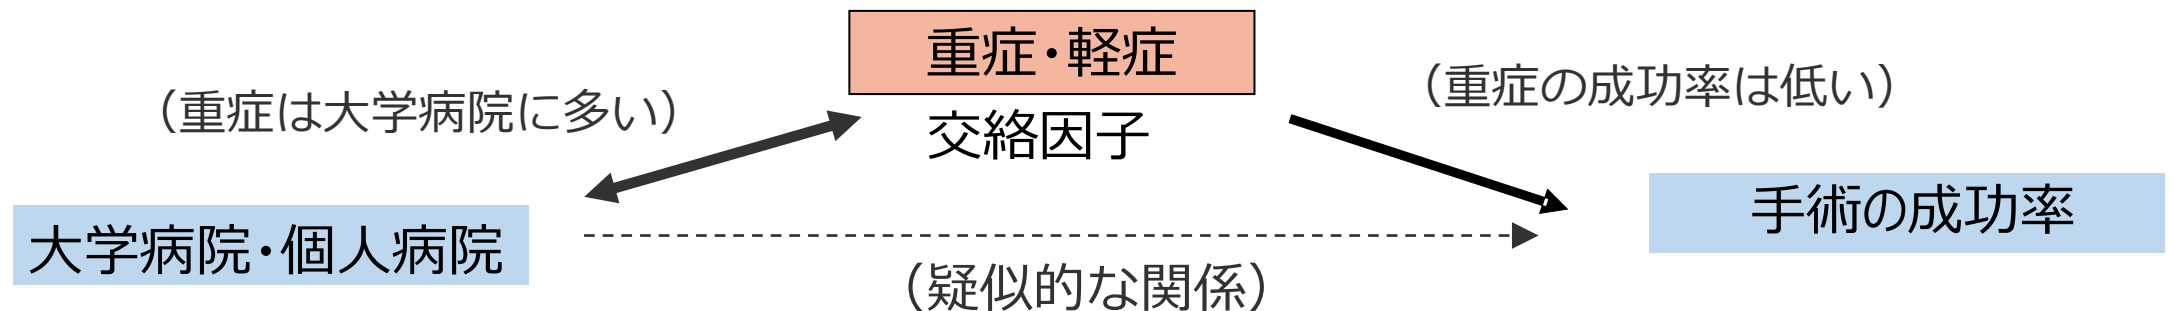 重症・軽症
(重症は大学病院に多い)
(重症の成功率は低い)
交絡因子
大学病院・個人病院
手術の成功率
(疑似的な関係)